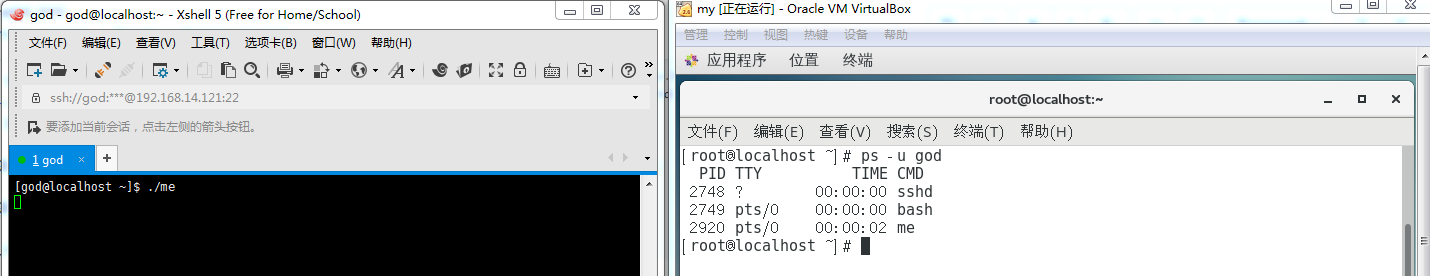 god - god@localhost:~ - Xshell 5 (Free for Home/School)
文件(F) 编辑(E) 查看(V) 工具(T) 选项卡(B) 窗口(W) 帮助(H)
ssh://god:***@192.168.14.121:22
要添加当前会话，点击左侧的箭头按钮。
1 god × +
[god@localhost ~]$ ./me
my [正在运行] - Oracle VM VirtualBox
管理 控制 视图 热键 设备 帮助
应用程序 位置 终端
root@localhost:~
文件(F) 编辑(E) 查看(V) 搜索(S) 终端(T) 帮助(H)
[root@localhost ~]# ps -u god
PID TTY TIME CMD
2748 ? 00:00:00 sshd
2749 pts/0 00:00:00 bash
2920 pts/0 00:00:02 me
[root@localhost ~]#